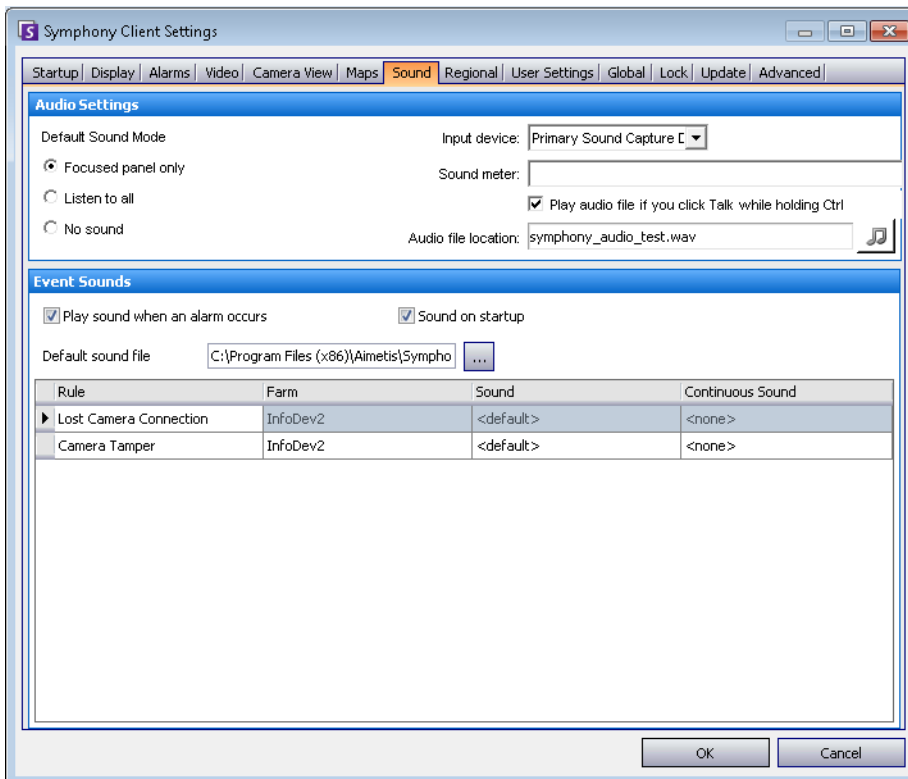 Symphony Client Settings
Startup Display Alarms Video Camera View Maps Sound Regional User Settings Global Lock Update Advanced
Audio Settings
Default Sound Mode
Focused panel only
Listen to all
No sound
Input device: Primary Sound Capture D
Sound meter:
Play audio file if you click Talk while holding Ctrl
Audio file location: symphony_audio_test.wav
Event Sounds
Play sound when an alarm occurs
Sound on startup
Default sound file C:\Program Files (x86)\Aimetis\Sympho ...
Rule Farm Sound Continuous Sound
Lost Camera Connection InfoDev2 <default> <none>
Camera Tamper InfoDev2 <default> <none>
OK Cancel